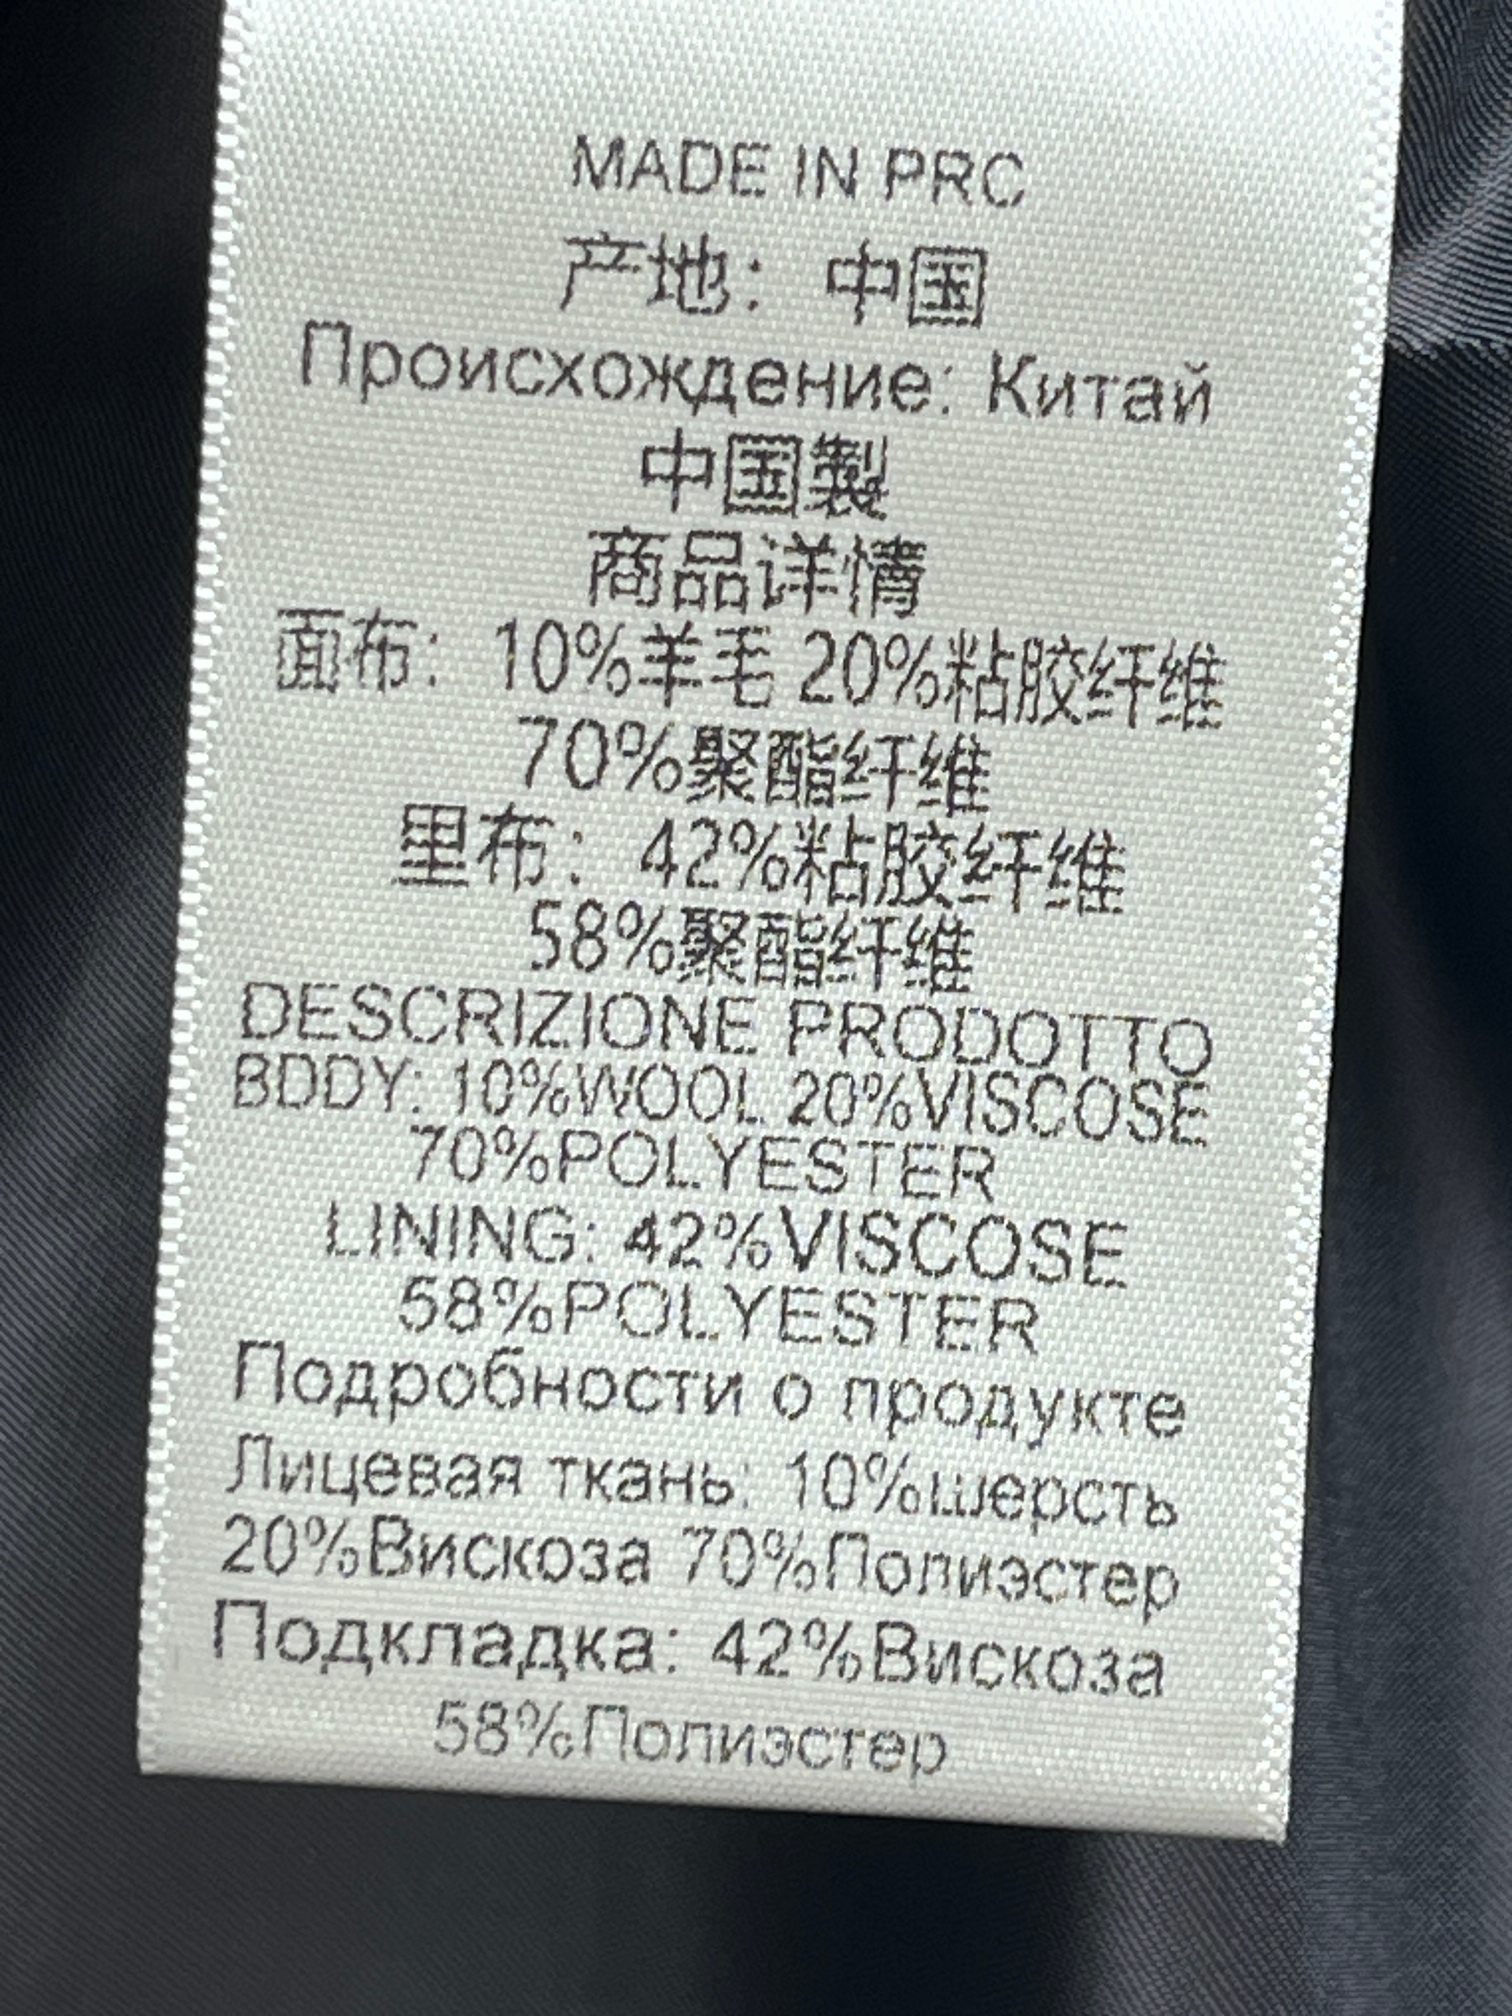 MADE IN PRC
产地：中国
Происхождение: Китай
中国製
商品详情
面布：10%羊毛 20%粘胶纤维
70%聚酯纤维
里布：42%粘胶纤维
58%聚酯纤维
DESCRIZIONE PRODOTTO
BDDY: 10%WOOL 20%VISCOSE
70%POLYESTER
LINING: 42%VISCOSE
58%POLYESTER
Подробности о продукте
Лицевая ткань: 10%шерсть
20%Вискоза 70%Полиэстер
Подкладка: 42%Вискоза
58%Полиэстер